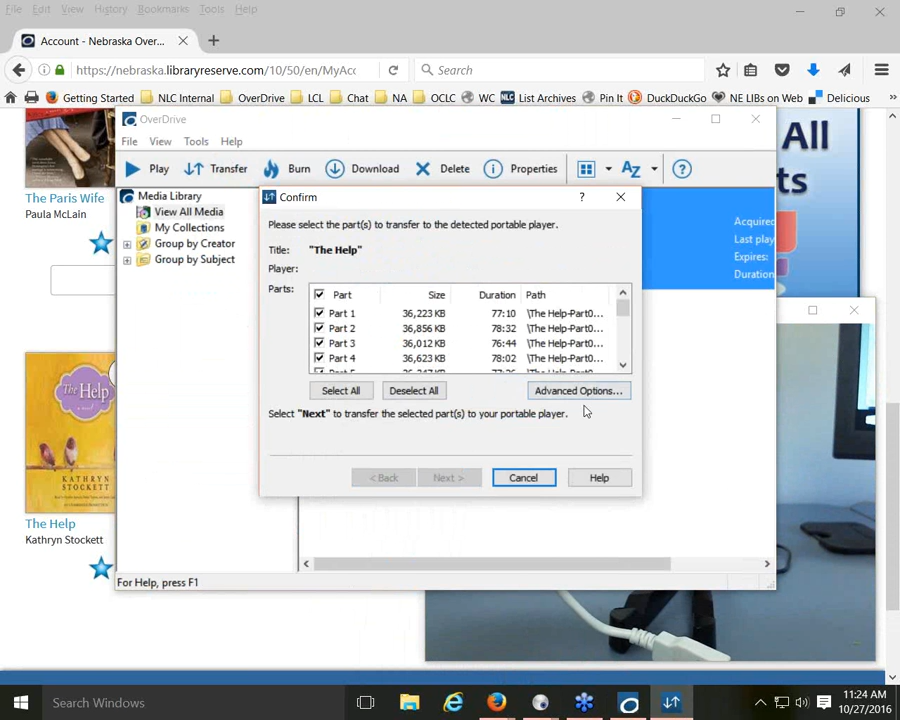 File Edit View History Bookmarks Tools Help
Account - Nebraska Over...
https://nebraska.libraryreserve.com/10/50/en/MyAcc
Search
Getting Started NLC Internal OverDrive LCL Chat NA OCLC WC NLC List Archives Pin It DuckDuckGo NE LIBs on Web Delicious
OverDrive
File View Tools Help
Play Transfer Burn Download Delete Properties AZ
Media Library
View All Media
My Collections
Group by Creator
Group by Subject
Acquired
Last play
Expires:
Duration
All
ts
The Paris Wife
Paula McLain
The Help
KATHRYN
STOCKETT
The Help
Kathryn Stockett
Confirm
Please select the part(s) to transfer to the detected portable player.
Title: "The Help"
Player:
Parts:
Part Size Duration Path
Part 1 36,223 KB 77:10 \The Help-Part0...
Part 2 36,856 KB 78:32 \The Help-Part0...
Part 3 36,012 KB 76:44 \The Help-Part0...
Part 4 36,623 KB 78:02 \The Help-Part0...
Select All Deselect All Advanced Options...
Select "Next" to transfer the selected part(s) to your portable player.
< Back Next > Cancel Help
For Help, press F1
Search Windows
11:24 AM
10/27/2016